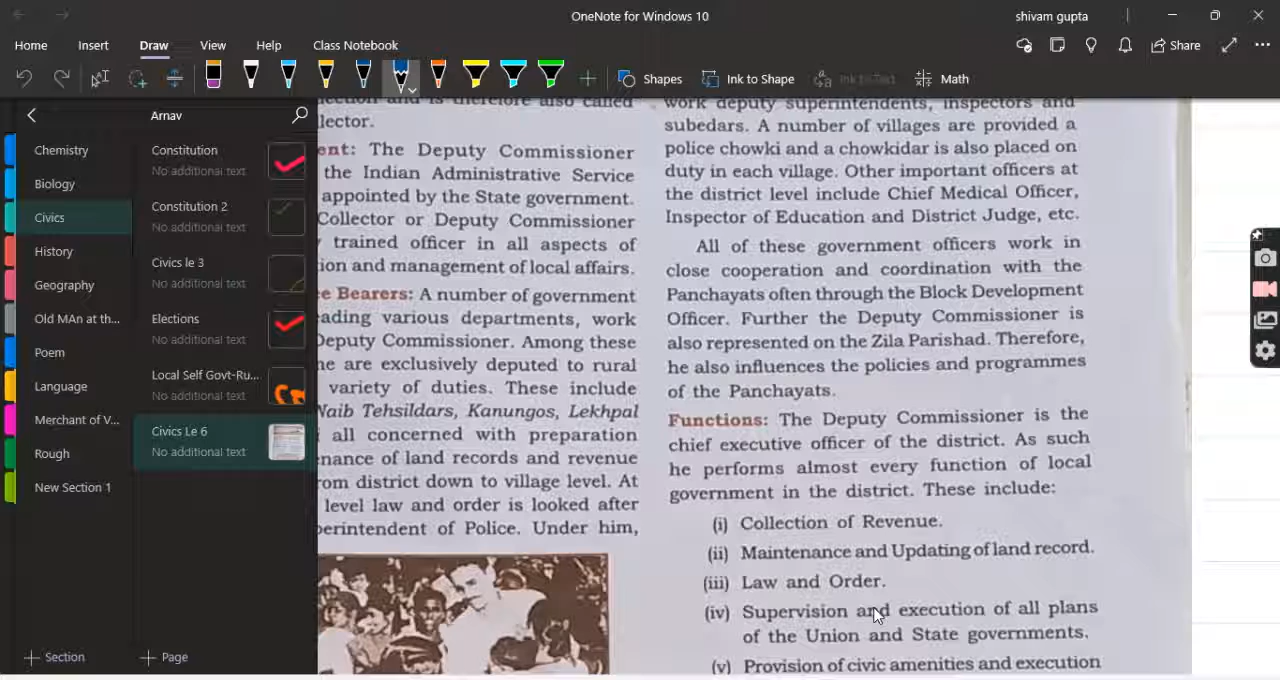 OneNote for Windows 10
shivam gupta
Home
Insert
Draw
View
Help
Class Notebook
Share
Shapes
Ink to Shape
Ink to Text
Math
Arnav
Chemistry
Biology
Civics
History
Geography
Old MAn at th...
Poem
Language
Merchant of V...
Rough
New Section 1
Section
Constitution
No additional text
Constitution 2
No additional text
Civics le 3
No additional text
Elections
No additional text
Local Self Govt-Ru...
No additional text
Civics Le 6
No additional text
Page
and is therefore also called
lector.
ent: The Deputy Commissioner
the Indian Administrative Service
appointed by the State government.
Collector or Deputy Commissioner
trained officer in all aspects of
ion and management of local affairs.
e Bearers: A number of government
ading various departments, work
Deputy Commissioner. Among these
me are exclusively deputed to rural
variety of duties. These include
Naib Tehsildars, Kanungos, Lekhpal
all concerned with preparation
nance of land records and revenue
rom district down to village level. At
level law and order is looked after
perintendent of Police. Under him,
work deputy superintendents, inspectors and
subedars. A number of villages are provided a
police chowki and a chowkidar is also placed on
duty in each village. Other important officers at
the district level include Chief Medical Officer,
Inspector of Education and District Judge, etc.
All of these government officers work in
close cooperation and coordination with the
Panchayats often through the Block Development
Officer. Further the Deputy Commissioner is
also represented on the Zila Parishad. Therefore,
he also influences the policies and programmes
of the Panchayats.
Functions: The Deputy Commissioner is the
chief executive officer of the district. As such
he performs almost every function of local
government in the district. These include:
(i) Collection of Revenue.
(ii) Maintenance and Updating of land record.
(iii) Law and Order.
(iv) Supervision and execution of all plans
of the Union and State governments.
(v) Provision of civic amenities and execution